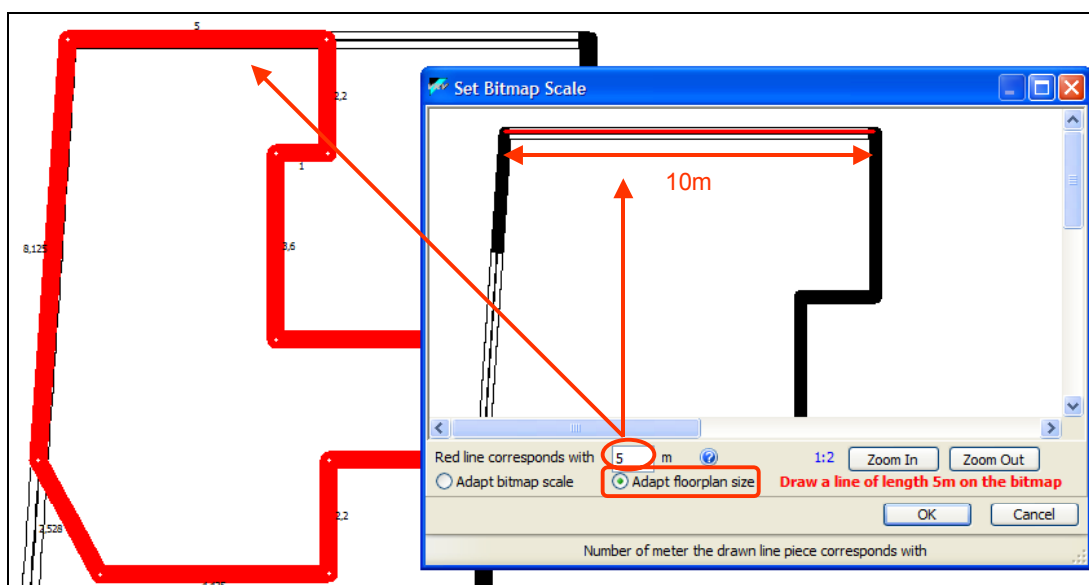 5
2,2
1
8,125
3,6
2,528
2,2
Set Bitmap Scale
10m
Red line corresponds with 5 m ? 1:2 Zoom In Zoom Out
Adapt bitmap scale Adapt floorplan size Draw a line of length 5m on the bitmap
OK Cancel
Number of meter the drawn line piece corresponds with